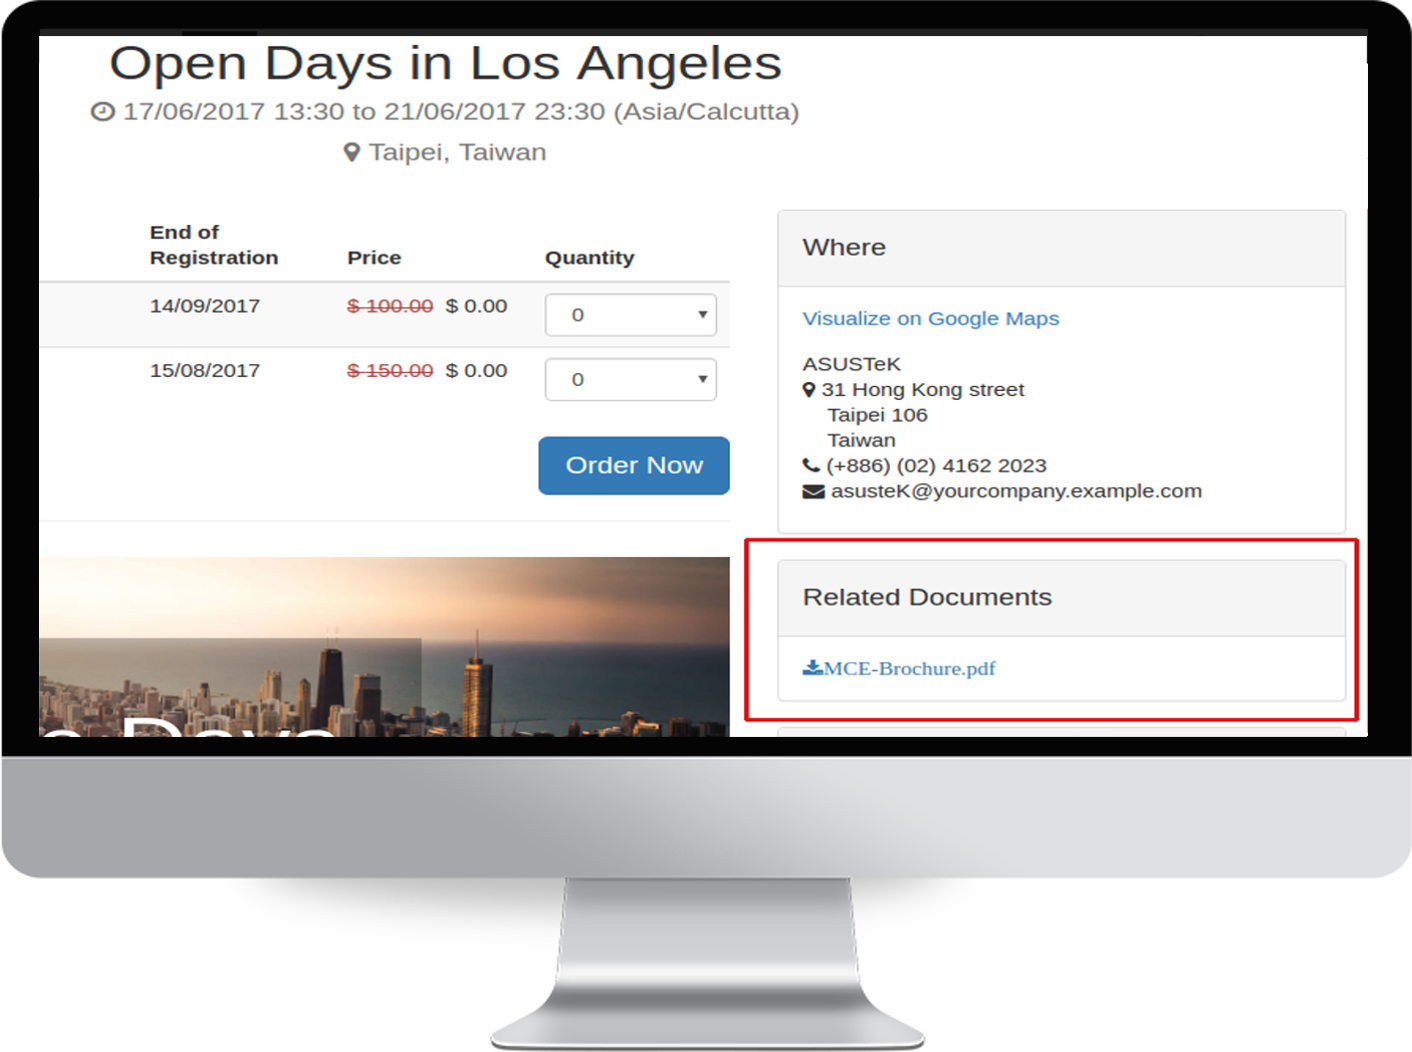 Open Days in Los Angeles
17/06/2017 13:30 to 21/06/2017 23:30 (Asia/Calcutta)
Taipei, Taiwan
End of
Registration Price Quantity
14/09/2017 $ 100.00 $ 0.00 0
15/08/2017 $ 150.00 $ 0.00 0
Order Now
Where
Visualize on Google Maps
ASUSTeK
31 Hong Kong street
Taipei 106
Taiwan
(+886) (02) 4162 2023
asusteK@yourcompany.example.com
Related Documents
MCE-Brochure.pdf
Days